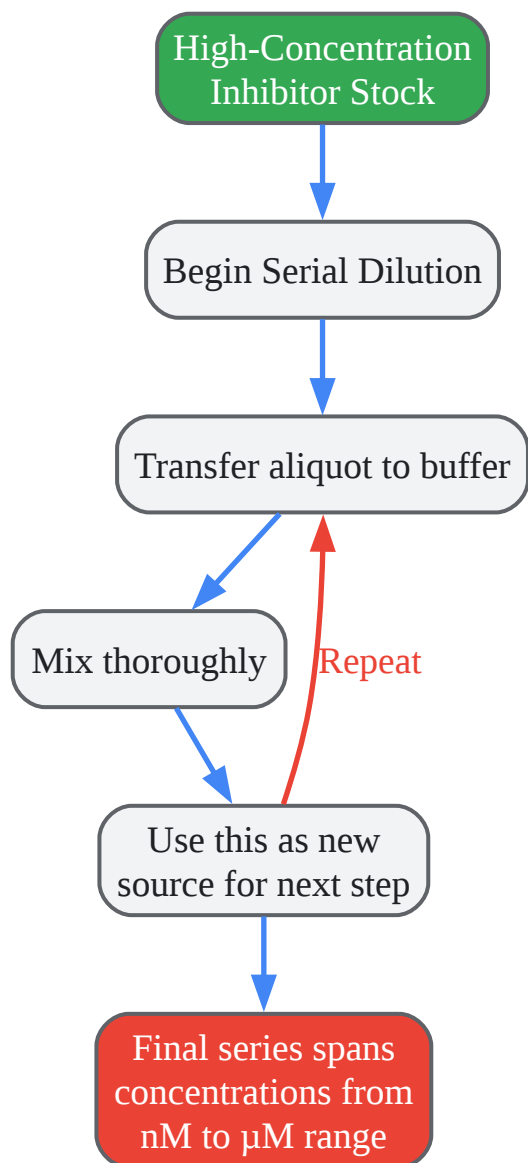 High-Concentration
Inhibitor Stock
Begin Serial Dilution
Transfer aliquot to buffer
Mix thoroughly
Repeat
Use this as new
source for next step
Final series spans
concentrations from
nM to µM range